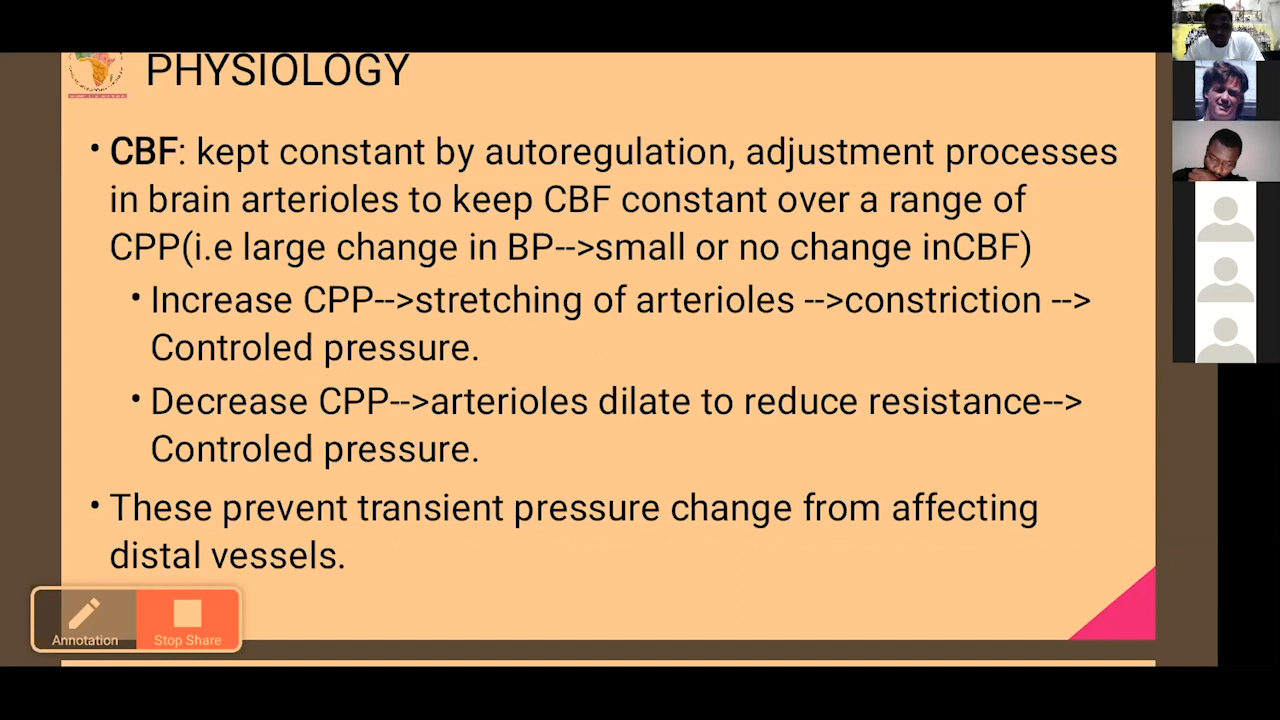 PHYSIOLOGY
• CBF: kept constant by autoregulation, adjustment processes
in brain arterioles to keep CBF constant over a range of
CPP(i.e large change in BP-->small or no change inCBF)
• Increase CPP-->stretching of arterioles -->constriction -->
Controled pressure.
• Decrease CPP-->arterioles dilate to reduce resistance-->
Controled pressure.
• These prevent transient pressure change from affecting
distal vessels.
Annotation
Stop Share